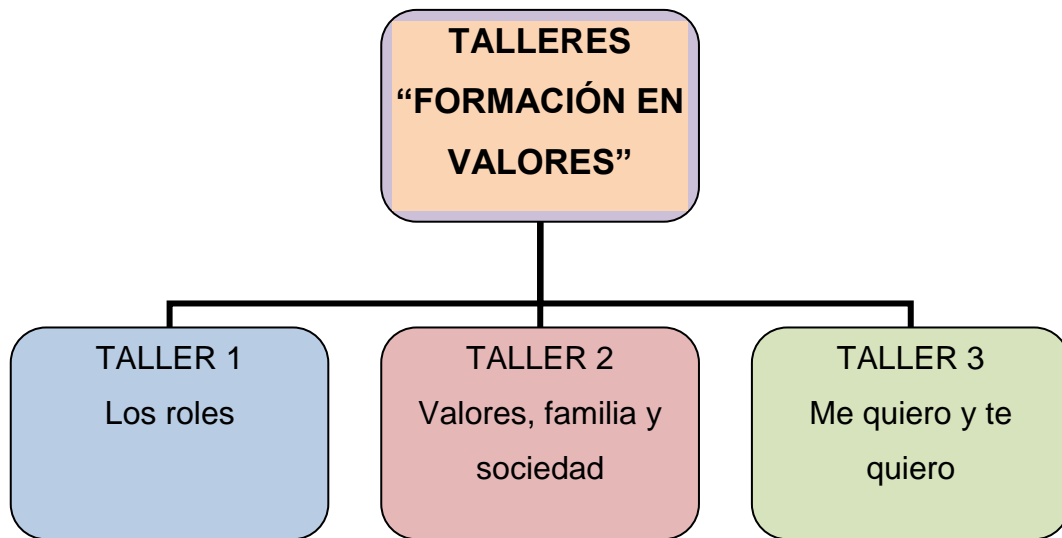 TALLERES
“FORMACIÓN EN
VALORES”
TALLER 1
Los roles
TALLER 2
Valores, familia y
sociedad
TALLER 3
Me quiero y te
quiero